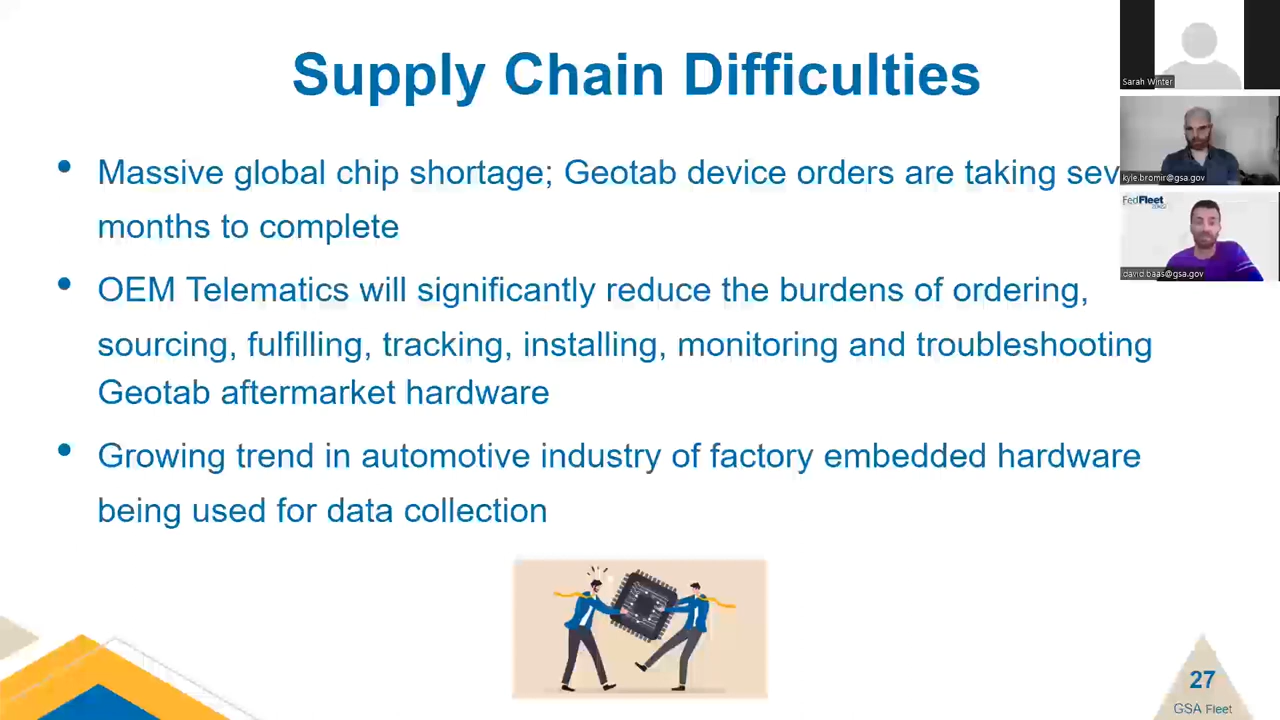 Supply Chain Difficulties
Sarah Winter
• Massive global chip shortage; Geotab device orders are taking sev
kyle.bromir@gsa.gov
months to complete
FedFleet
david.baas@gsa.gov
• OEM Telematics will significantly reduce the burdens of ordering,
sourcing, fulfilling, tracking, installing, monitoring and troubleshooting
Geotab aftermarket hardware
• Growing trend in automotive industry of factory embedded hardware
being used for data collection
27
GSA Fleet